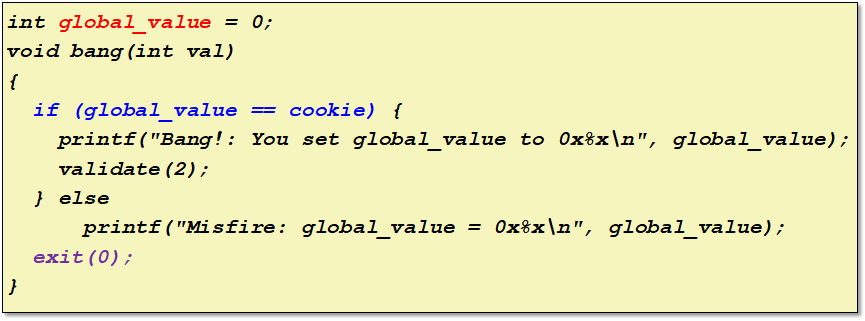 int global_value = 0;
void bang(int val)
{
  if (global_value == cookie) {
    printf("Bang!: You set global_value to 0x%x\n", global_value);
    validate(2);
  } else
      printf("Misfire: global_value = 0x%x\n", global_value);
  exit(0);
}